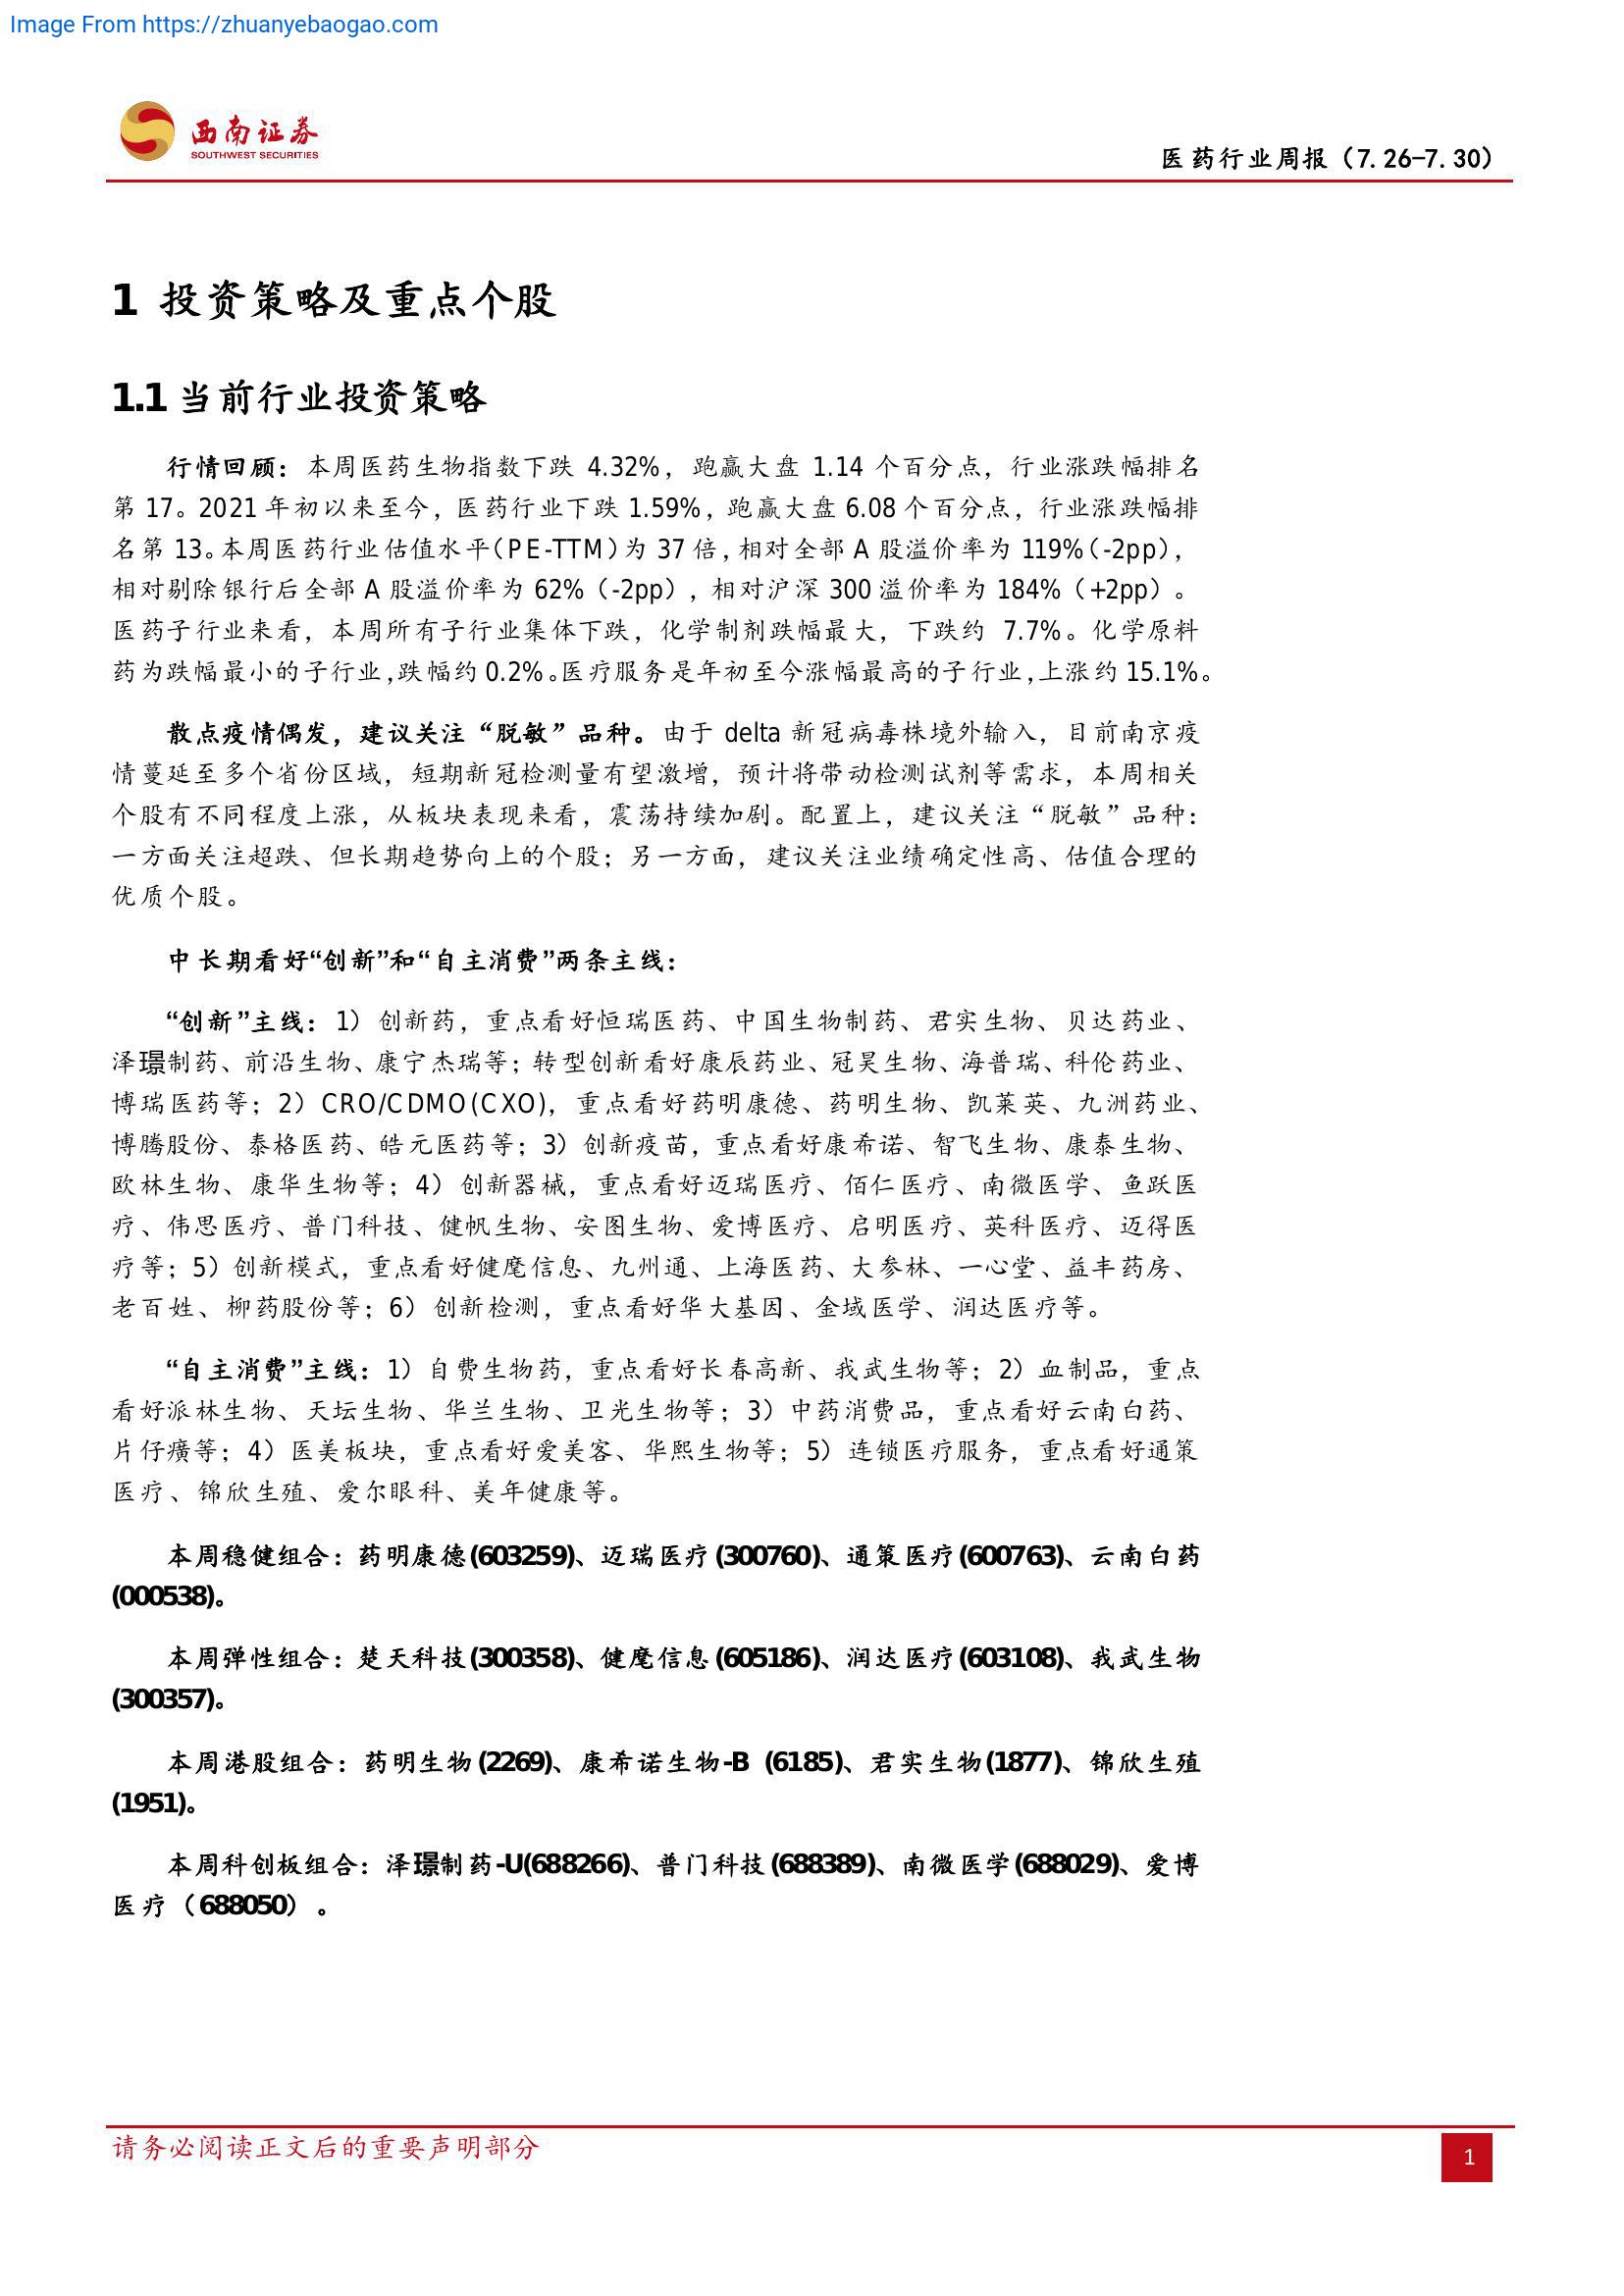 Image From https://zhuanyebaogao.com
西南证券
SOUTHWEST SECURITIES
医药行业周报（7.26-7.30）
1 投资策略及重点个股
1.1 当前行业投资策略
行情回顾：本周医药生物指数下跌 4.32%，跑赢大盘 1.14 个百分点，行业涨跌幅排名
第 17。2021 年初以来至今，医药行业下跌 1.59%，跑赢大盘 6.08 个百分点，行业涨跌幅排
名第 13。本周医药行业估值水平（PE-TTM）为 37 倍，相对全部 A 股溢价率为 119%（-2pp），
相对剔除银行后全部 A 股溢价率为 62%（-2pp），相对沪深 300 溢价率为 184%（+2pp）。
医药子行业来看，本周所有子行业集体下跌，化学制剂跌幅最大，下跌约 7.7%。化学原料
药为跌幅最小的子行业，跌幅约 0.2%。医疗服务是年初至今涨幅最高的子行业，上涨约 15.1%。
散点疫情偶发，建议关注“脱敏”品种。由于 delta 新冠病毒株境外输入，目前南京疫
情蔓延至多个省份区域，短期新冠检测量有望激增，预计将带动检测试剂等需求，本周相关
个股有不同程度上涨，从板块表现来看，震荡持续加剧。配置上，建议关注“脱敏”品种：
一方面关注超跌、但长期趋势向上的个股；另一方面，建议关注业绩确定性高、估值合理的
优质个股。
中长期看好“创新”和“自主消费”两条主线：
“创新”主线：1）创新药，重点看好恒瑞医药、中国生物制药、君实生物、贝达药业、
泽璟制药、前沿生物、康宁杰瑞等；转型创新看好康辰药业、冠昊生物、海普瑞、科伦药业、
博瑞医药等；2）CRO/CDMO(CXO)，重点看好药明康德、药明生物、凯莱英、九洲药业、
博腾股份、泰格医药、皓元医药等；3）创新疫苗，重点看好康希诺、智飞生物、康泰生物、
欧林生物、康华生物等；4）创新器械，重点看好迈瑞医疗、佰仁医疗、南微医学、鱼跃医
疗、伟思医疗、普门科技、健帆生物、安图生物、爱博医疗、启明医疗、英科医疗、迈得医
疗等；5）创新模式，重点看好健麾信息、九州通、上海医药、大参林、一心堂、益丰药房、
老百姓、柳药股份等；6）创新检测，重点看好华大基因、金域医学、润达医疗等。
“自主消费”主线：1）自费生物药，重点看好长春高新、我武生物等；2）血制品，重点
看好派林生物、天坛生物、华兰生物、卫光生物等；3）中药消费品，重点看好云南白药、
片仔癀等；4）医美板块，重点看好爱美客、华熙生物等；5）连锁医疗服务，重点看好通策
医疗、锦欣生殖、爱尔眼科、美年健康等。
本周稳健组合：药明康德(603259)、迈瑞医疗(300760)、通策医疗(600763)、云南白药
(000538)。
本周弹性组合：楚天科技(300358)、健麾信息(605186)、润达医疗(603108)、我武生物
(300357)。
本周港股组合：药明生物(2269)、康希诺生物-B (6185)、君实生物(1877)、锦欣生殖
(1951)。
本周科创板组合：泽璟制药-U(688266)、普门科技(688389)、南微医学(688029)、爱博
医疗（688050）。
请务必阅读正文后的重要声明部分
1